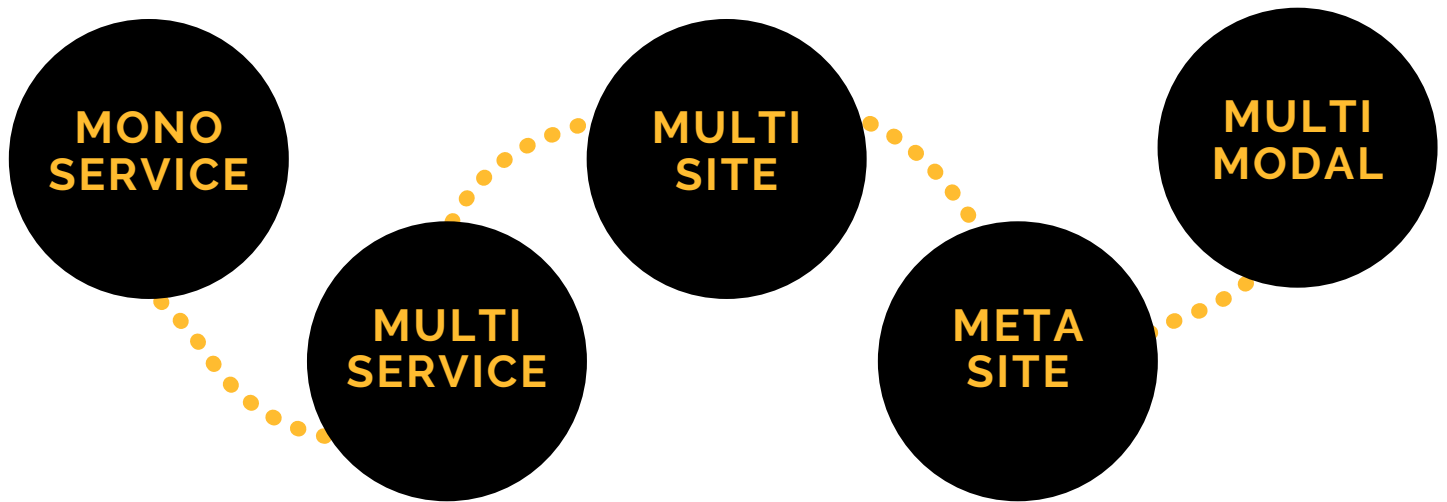 MONO
SERVICE
MULTI
SERVICE
MULTI
SITE
META
SITE
MULTI
MODAL